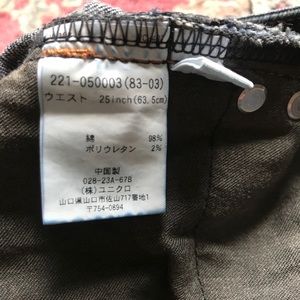 221-050003(83-03)
ウエスト 25inch(63.5cm)
綿 98%
ポリウレタン 2%
中国製
028-23A-67B
(株)ユニクロ
山口県山口市佐山717番地1
〒754-0894